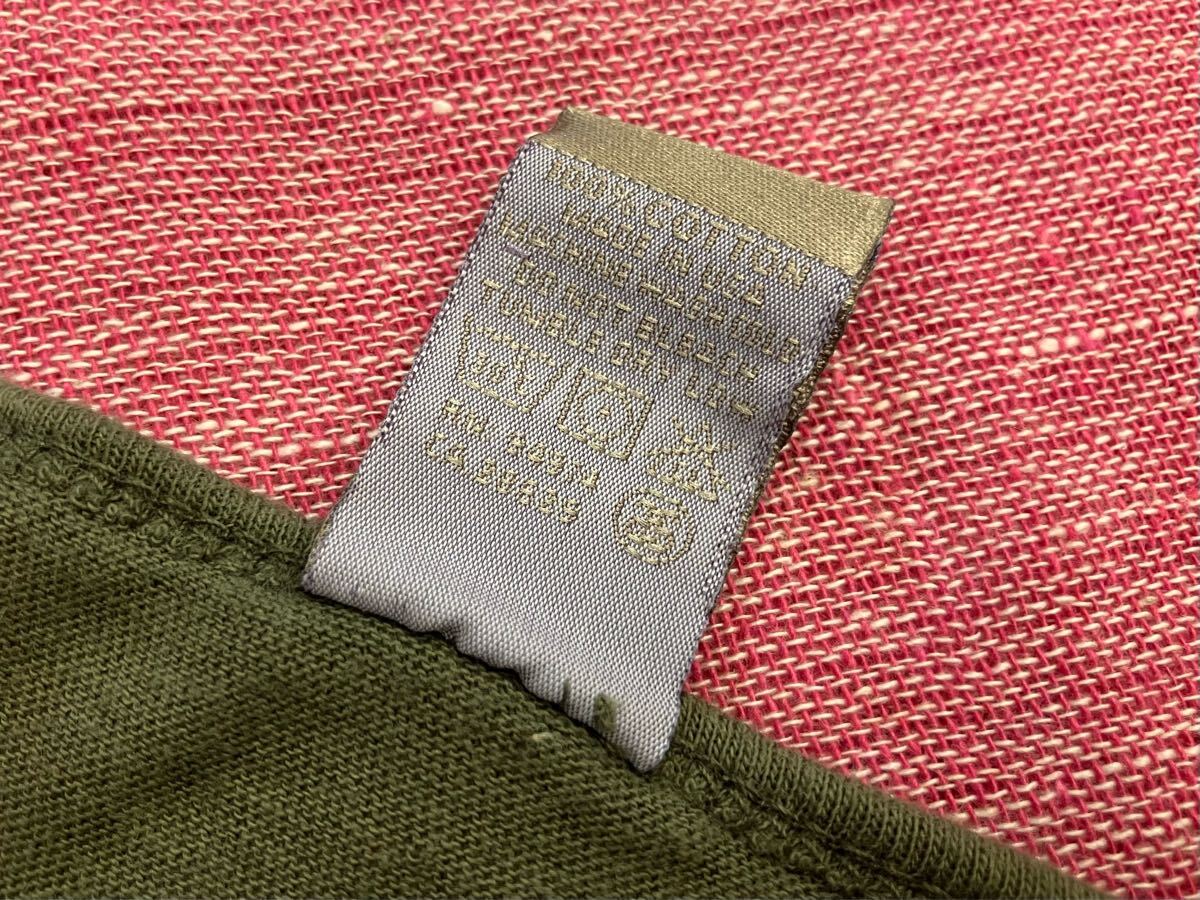 100% COTTON
MADE IN USA
MACHINE WASH COLD
DO NOT BLEACH
TUMBLE DRY LOW
RN
CA